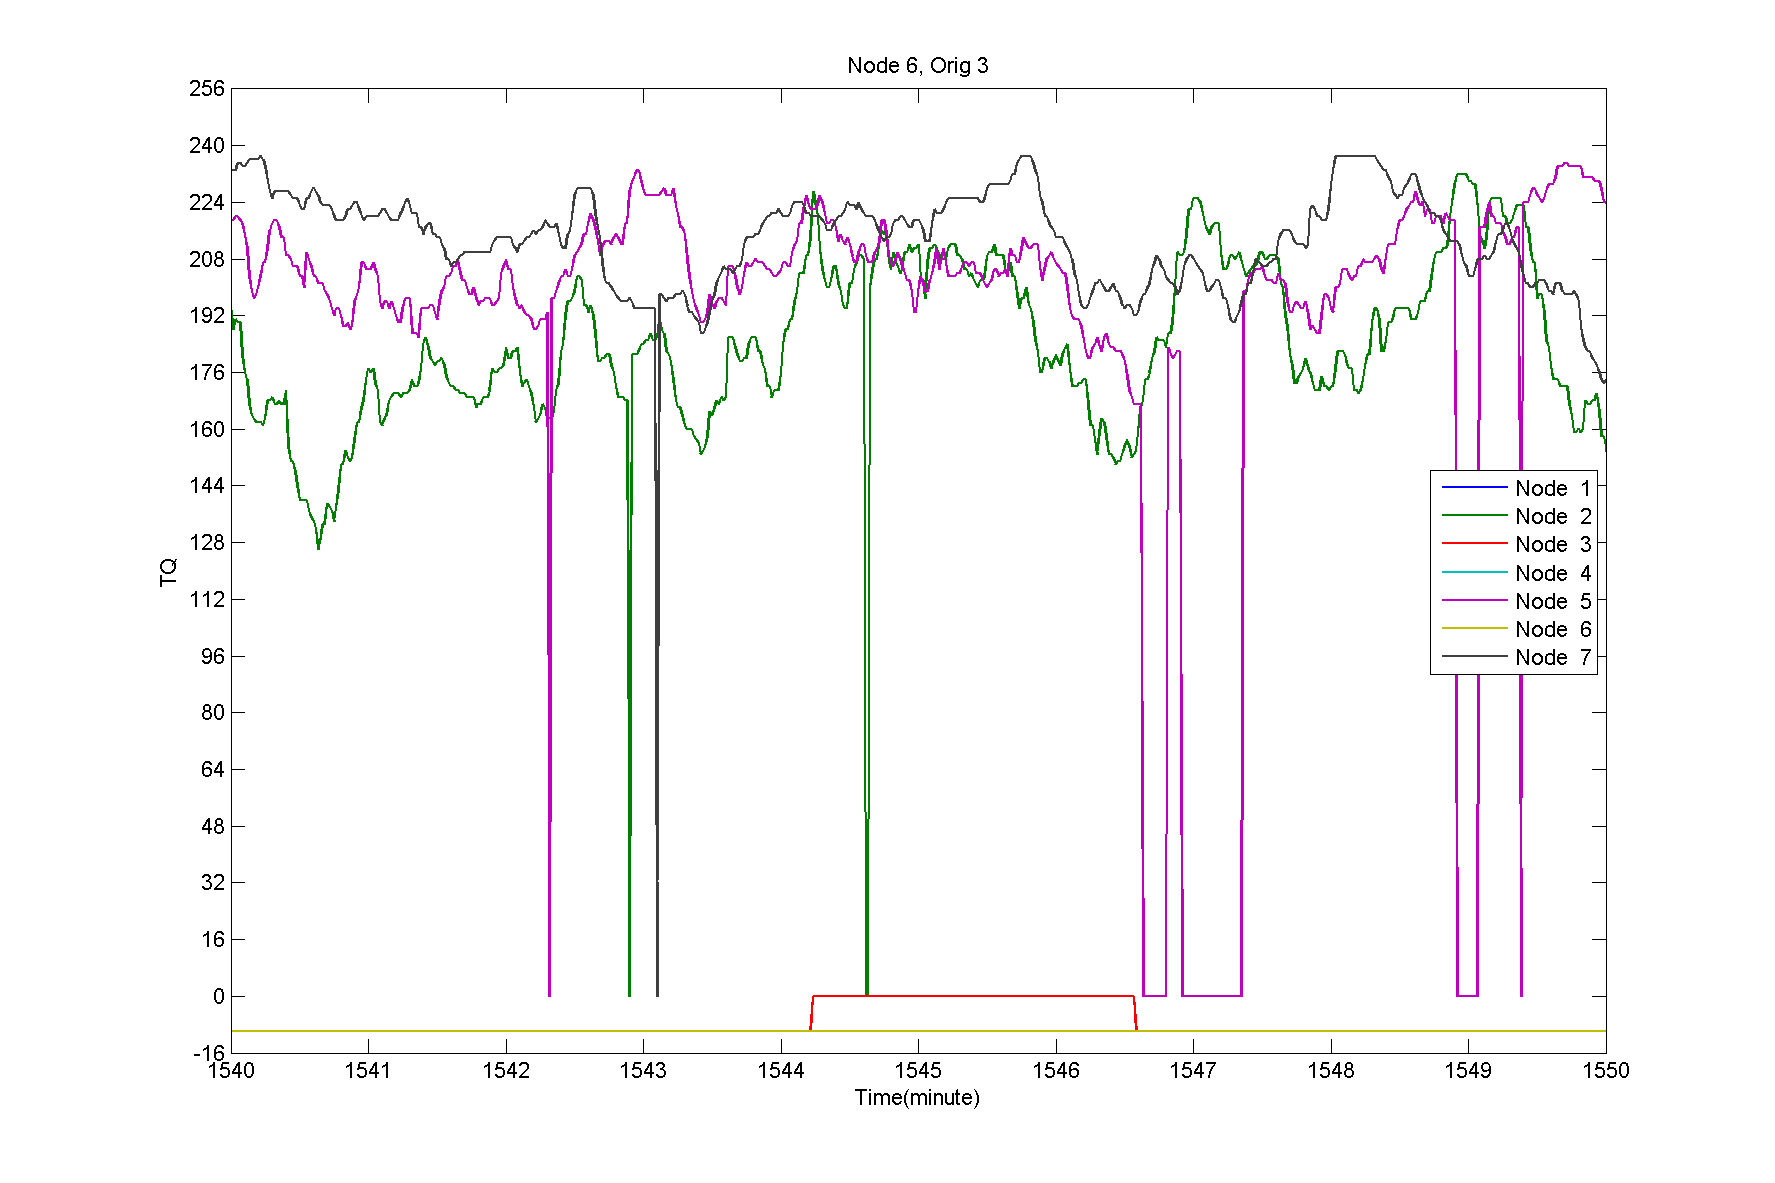 Node 6, Orig 3
256
240
224
208
192
176
160
144
128
112
96
80
64
48
32
16
0
-16
TQ
Node 1
Node 2
Node 3
Node 4
Node 5
Node 6
Node 7
1540 1541 1542 1543 1544 1545 1546 1547 1548 1549 1550
Time(minute)